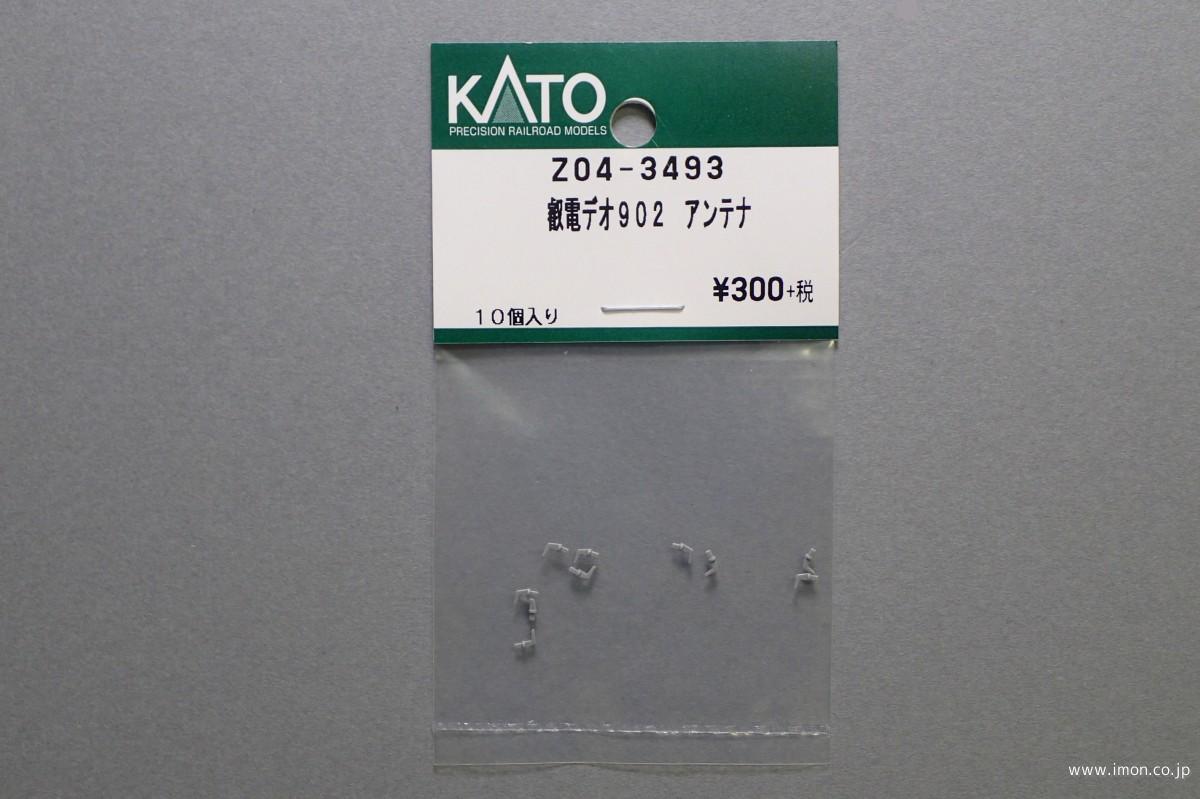 KATO
PRECISION RAILROAD MODELS
Z04-3493
叡電デオ902 アンテナ
¥300+税
10個入り
www.imon.co.jp